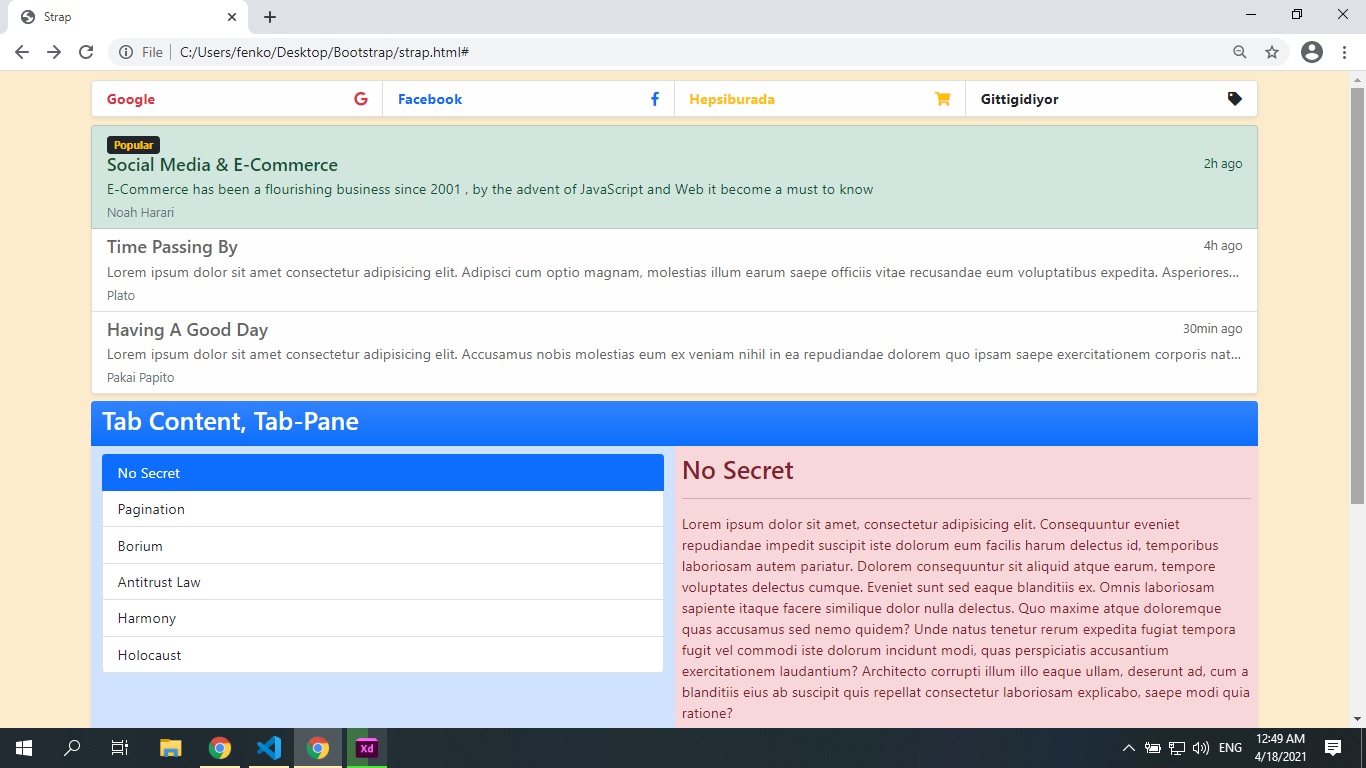 Strap
File
C:/Users/fenko/Desktop/Bootstrap/strap.html#
Google
Facebook
Hepsiburada
Gittigidiyor
Popular
Social Media & E-Commerce
2h ago
E-Commerce has been a flourishing business since 2001 , by the advent of JavaScript and Web it become a must to know
Noah Harari
Time Passing By
4h ago
Lorem ipsum dolor sit amet consectetur adipisicing elit. Adipisci cum optio magnam, molestias illum earum saepe officiis vitae recusandae eum voluptatibus expedita. Asperiores...
Plato
Having A Good Day
30min ago
Lorem ipsum dolor sit amet consectetur adipisicing elit. Accusamus nobis molestias eum ex veniam nihil in ea repudiandae dolorem quo ipsam saepe exercitationem corporis nat...
Pakai Papito
Tab Content, Tab-Pane
No Secret
Pagination
Borium
Antitrust Law
Harmony
Holocaust
No Secret
Lorem ipsum dolor sit amet, consectetur adipisicing elit. Consequuntur eveniet
repudiandae impedit suscipit iste dolorum eum facilis harum delectus id, temporibus
laboriosam autem pariatur. Dolorem consequuntur sit aliquid atque earum, tempore
voluptates delectus cumque. Eveniet sunt sed eaque blanditiis ex. Omnis laboriosam
sapiente itaque facere similique dolor nulla delectus. Quo maxime atque doloremque
quas accusamus sed nemo quidem? Unde natus tenetur rerum expedita fugiat tempora
fugit vel commodi iste dolorum incidunt modi, quas perspiciatis accusantium
exercitationem laudantium? Architecto corrupti illum illo eaque ullam, deserunt ad, cum a
blanditiis eius ab suscipit quis repellat consectetur laboriosam explicabo, saepe modi quia
ratione?
Xd
ENG
12:49 AM
4/18/2021